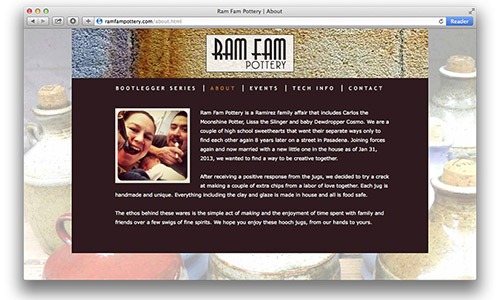 Ram Fam Pottery | About
ramfampottery.com/about.html
Reader
RAM FAM
POTTERY
BOOTLEGGER SERIES | ABOUT | EVENTS | TECH INFO | CONTACT
Ram Fam Pottery is a Ramirez family affair that includes Carlos the
Moonshine Potter, Lissa the Slinger and baby Dewdropper Cosmo. We are a
couple of high school sweethearts that went their separate ways only to
find each other again 8 years later on a street in Pasadena. Joining forces
again and now married with a new little one in the house as of Jan 31,
2013, we wanted to find a way to be creative together.
After receiving a positive response from the jugs, we decided to try a crack
at making a couple of extra chips from a labor of love together. Each jug is
handmade and unique. Everything including the clay and glaze is made in house and all is food safe.
The ethos behind these wares is the simple act of making and the enjoyment of time spent with family and
friends over a few swigs of fine spirits. We hope you enjoy these hooch jugs, from our hands to yours.